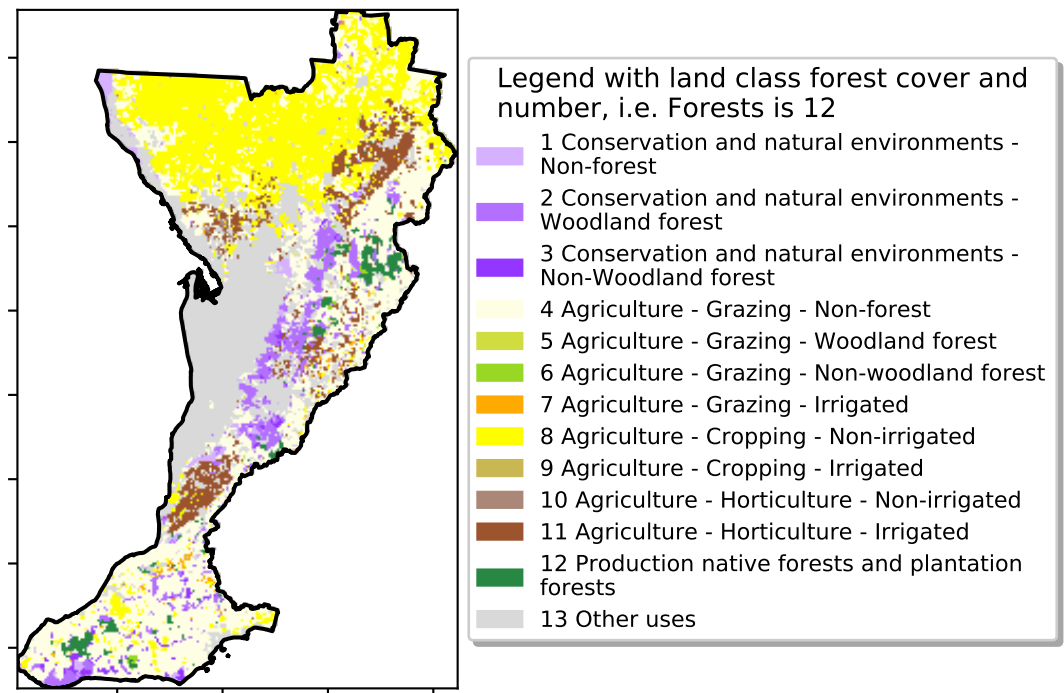 Legend with land class forest cover and
number, i.e. Forests is 12
1 Conservation and natural environments -
Non-forest
2 Conservation and natural environments -
Woodland forest
3 Conservation and natural environments -
Non-Woodland forest
4 Agriculture - Grazing - Non-forest
5 Agriculture - Grazing - Woodland forest
6 Agriculture - Grazing - Non-woodland forest
7 Agriculture - Grazing - Irrigated
8 Agriculture - Cropping - Non-irrigated
9 Agriculture - Cropping - Irrigated
10 Agriculture - Horticulture - Non-irrigated
11 Agriculture - Horticulture - Irrigated
12 Production native forests and plantation
forests
13 Other uses